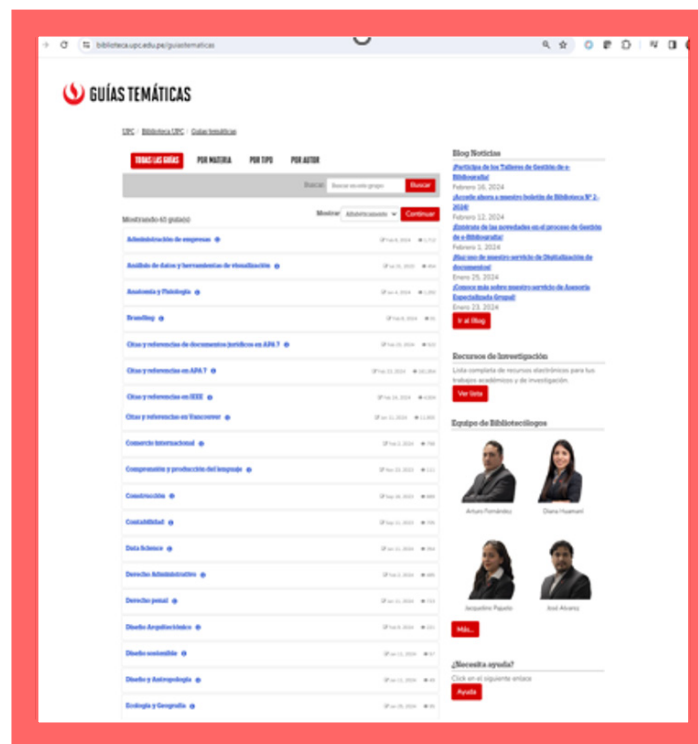 biblioteca.upc.edu.pe/guiastematicas
GUÍAS TEMÁTICAS
UPC Biblioteca UPC Guías temáticas
TODAS LAS GUÍAS POR MATERIA POR TIPO POR AUTOR
Buscar: Buscar en este grupo Buscar
Mostrando 63 guía(s)
Mostrar Alfabéticamente Continuar
Administración de empresas
Análisis de datos y herramientas de visualización
Anatomía y Fisiología
Branding
Citas y referencias de documentos jurídicos en APA 7
Citas y referencias en APA 7
Citas y referencias en IEEE
Citas y referencias en Vancouver
Comercio internacional
Comprensión y producción del lenguaje
Construcción
Contabilidad
Data Science
Derecho Administrativo
Derecho penal
Diseño Arquitectónico
Diseño sostenible
Diseño y Antropología
Ecología y Geografía
Blog Noticias
¡Participa de los Talleres de Gestión de e-
Bibliografía!
Febrero 16, 2024
¡Accede ahora a nuestro boletín de Biblioteca N° 2-
2024!
Febrero 12, 2024
¡Entérate de las novedades en el proceso de Gestión
de e-Bibliografía!
Febrero 1, 2024
¡Haz uso de nuestro servicio de Digitalización de
documentos!
Enero 25, 2024
¡Conoce más sobre nuestro servicio de Asesoría
Especializada Grupal!
Enero 23, 2024
Ir al Blog
Recursos de Investigación
Lista completa de recursos electrónicos para tus
trabajos académicos y de investigación.
Ver lista
Equipo de Bibliotecólogos
Arturo Fernández Diana Huamaní
Jacqueline José Alvarez
Más...
¿Necesita ayuda?
Click en el siguiente enlace
Ayuda